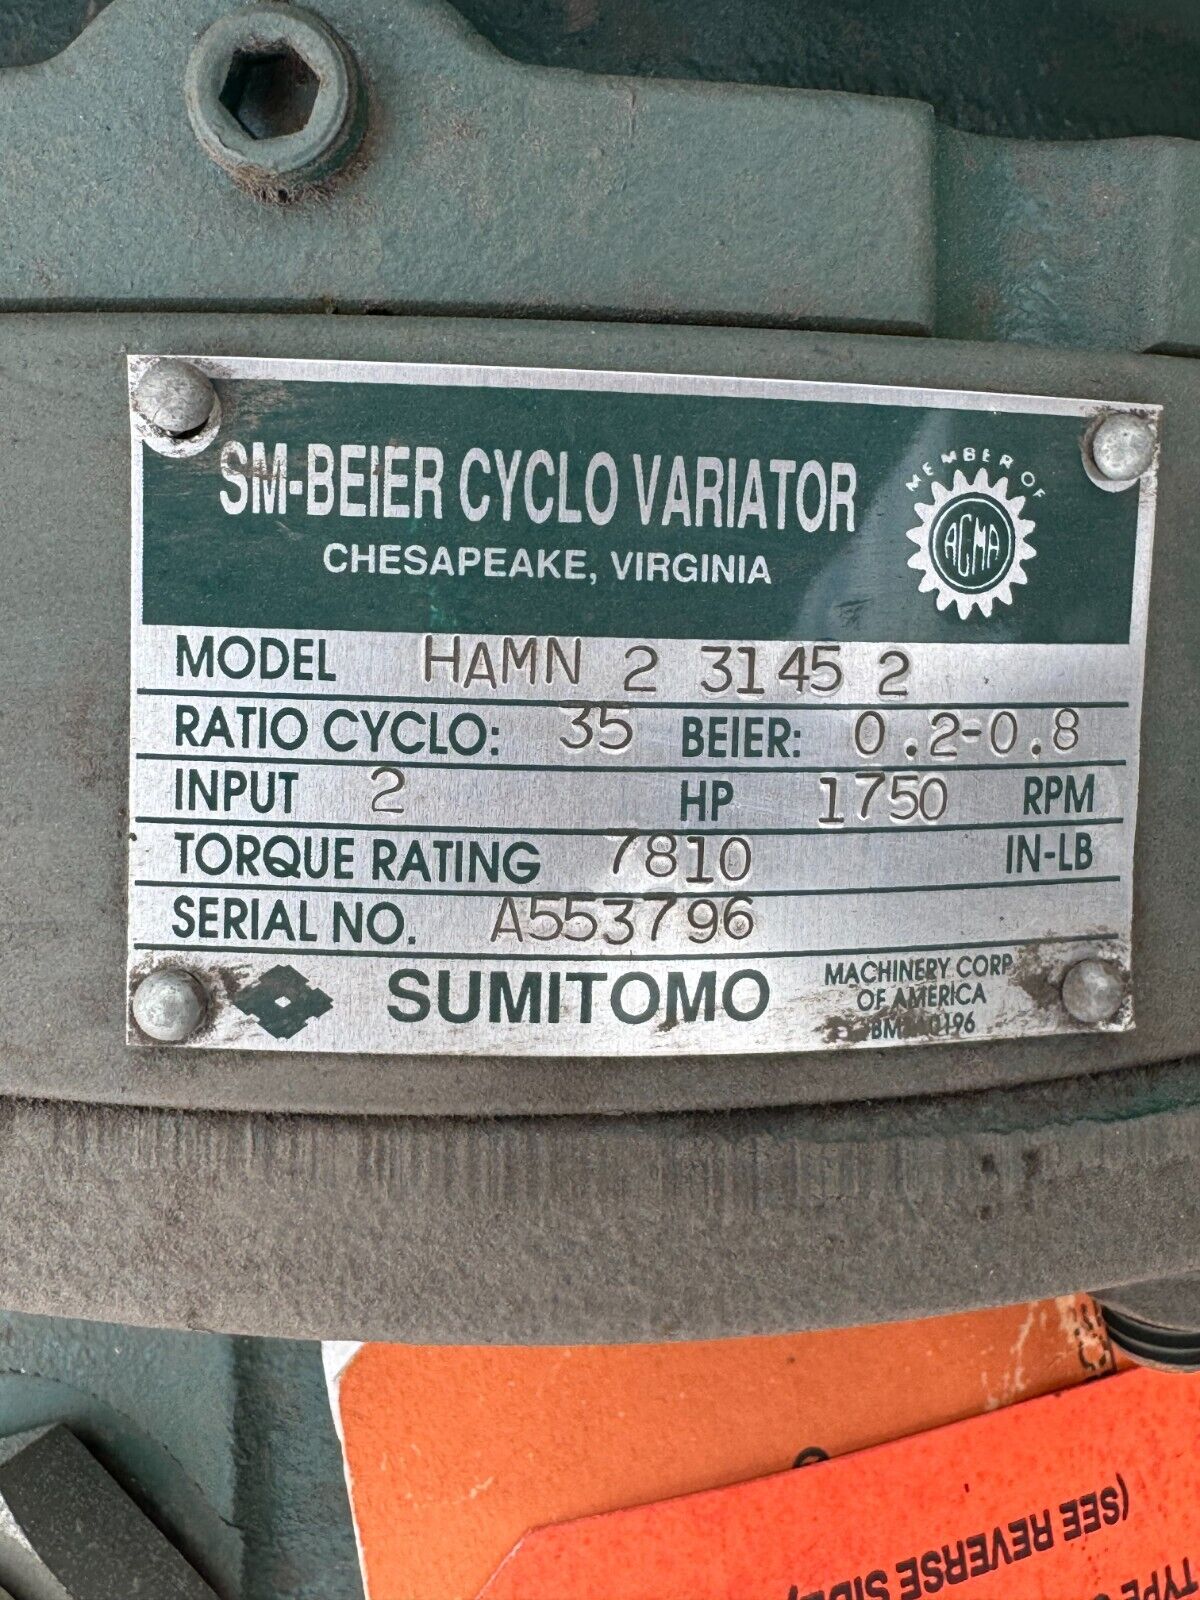 SM-BEIER CYCLO VARIATOR
CHESAPEAKE, VIRGINIA
MEMBER OF
AGMA
MODEL HAMN 2 3145 2
RATIO CYCLO: 35 BEIER: 0.2-0.8
INPUT 2 HP 1750 RPM
TORQUE RATING 7810 IN-LB
SERIAL NO. A553796
SUMITOMO
MACHINERY CORP
OF AMERICA
(SEE REVERSE SIDE
TYPE